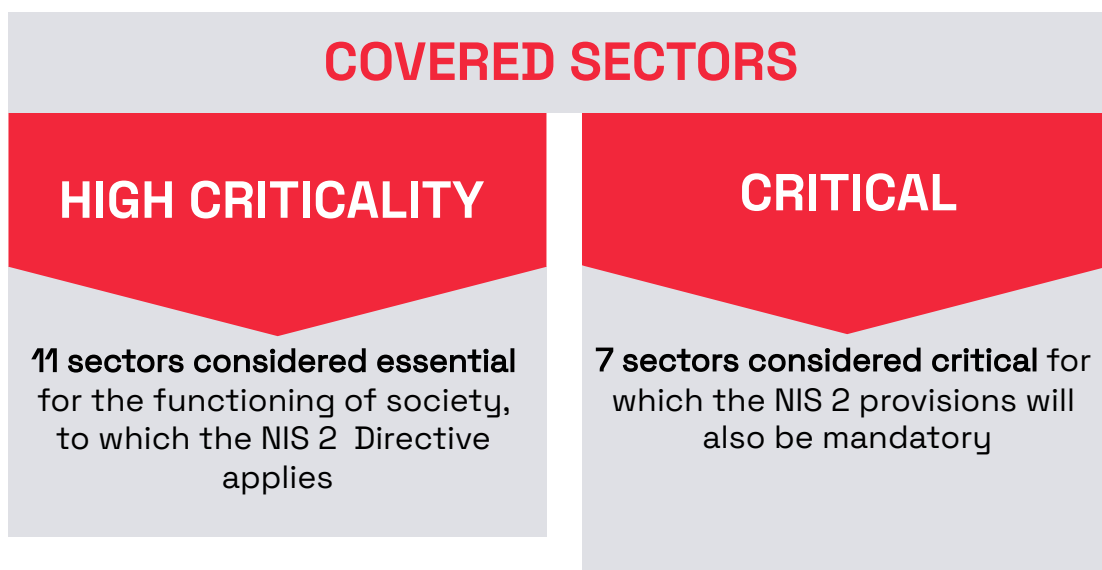 COVERED SECTORS
HIGH CRITICALITY
11 sectors considered essential
for the functioning of society,
to which the NIS 2  Directive
applies
CRITICAL
7 sectors considered critical for
which the NIS 2 provisions will
also be mandatory